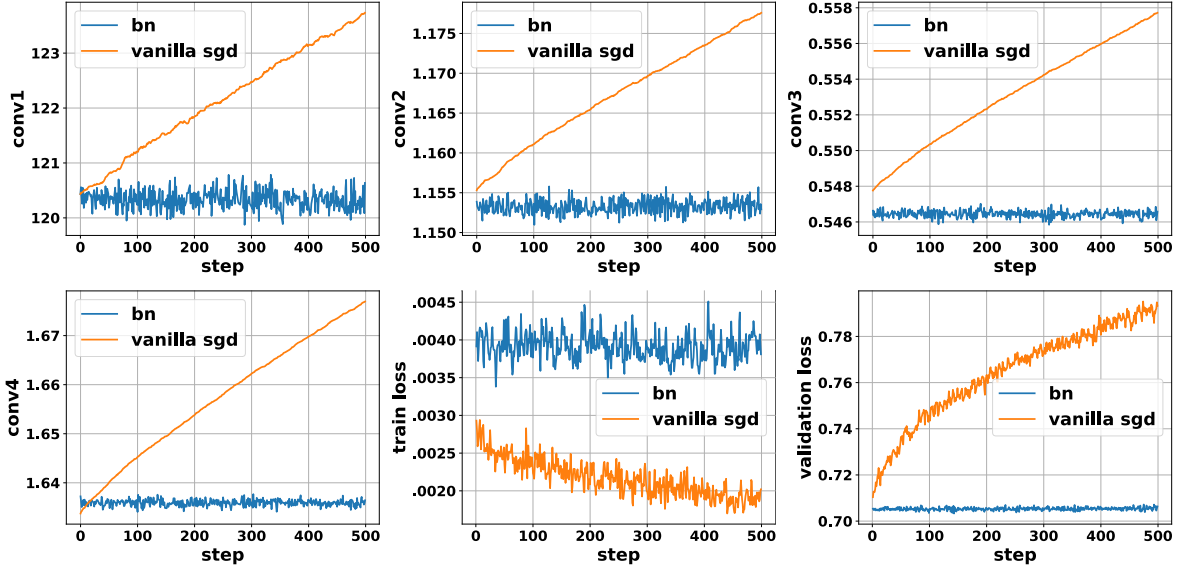 bn
vanilla sgd
123
122
121
120
conv1
0 100 200 300 400 500
step
bn
vanilla sgd
1.175
1.170
1.165
1.160
1.155
1.150
conv2
0 100 200 300 400 500
step
bn
vanilla sgd
0.558
0.556
0.554
0.552
0.550
0.548
0.546
conv3
0 100 200 300 400 500
step
bn
vanilla sgd
1.67
1.66
1.65
1.64
conv4
0 100 200 300 400 500
step
.0045
.0040
.0035
.0030
.0025
.0020
train loss
bn
vanilla sgd
0 100 200 300 400 500
step
0.78
0.76
0.74
0.72
0.70
validation loss
bn
vanilla sgd
0 100 200 300 400 500
step